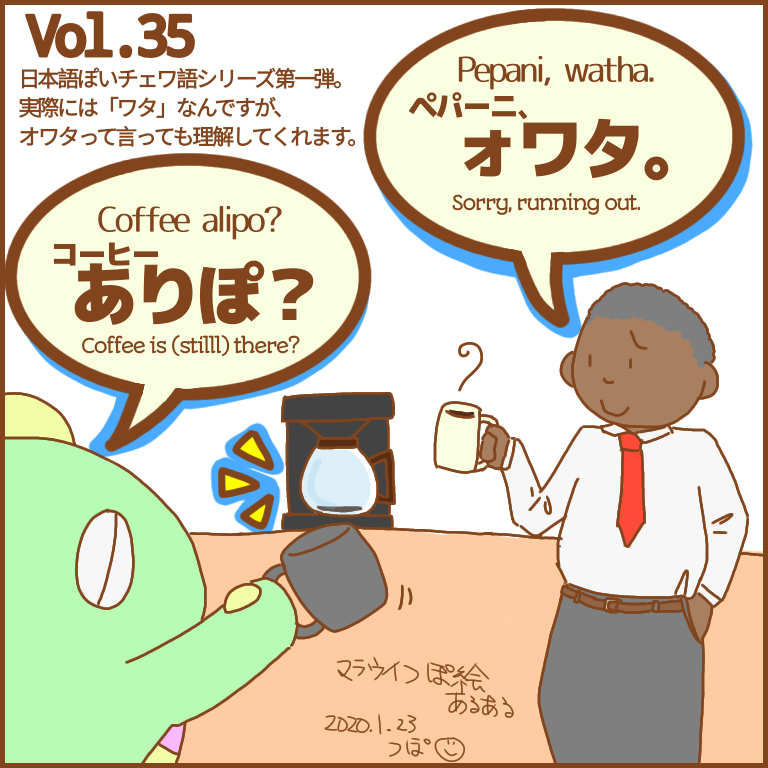 Vol.35
日本語ぽいチェワ語シリーズ第一弾。
実際には「ワタ」なんですが、
オワタって言っても理解してくれます。
Pepani, watha.
ペパーニ、
ォワタ。
Sorry, running out.
Coffee alipo?
コーヒー
ありぽ？
Coffee is (stilll) there?
マラウイつぽ絵
あるある
2020.1.23
つぽ